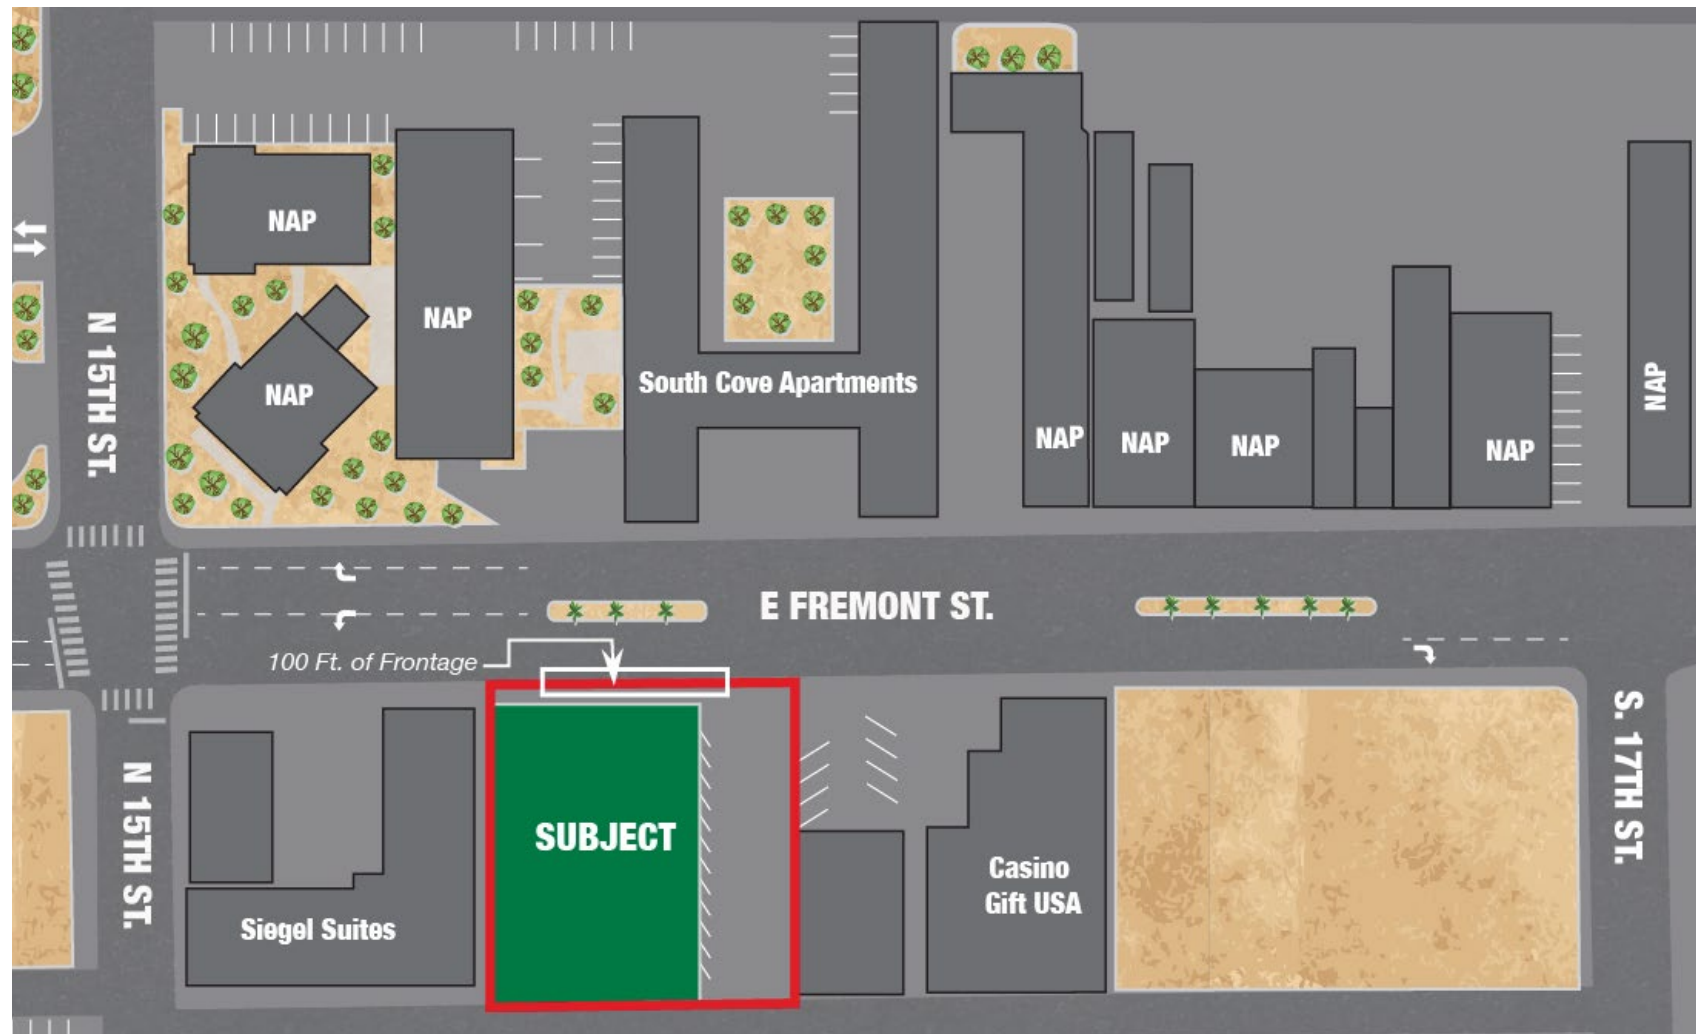 NAP
NAP
NAP
South Cove Apartments
NAP
NAP
NAP
NAP
NAP
N 15TH ST.
E FREMONT ST.
100 Ft. of Frontage
SUBJECT
Siegel Suites
Casino
Gift USA
N 15TH ST.
S. 17TH ST.